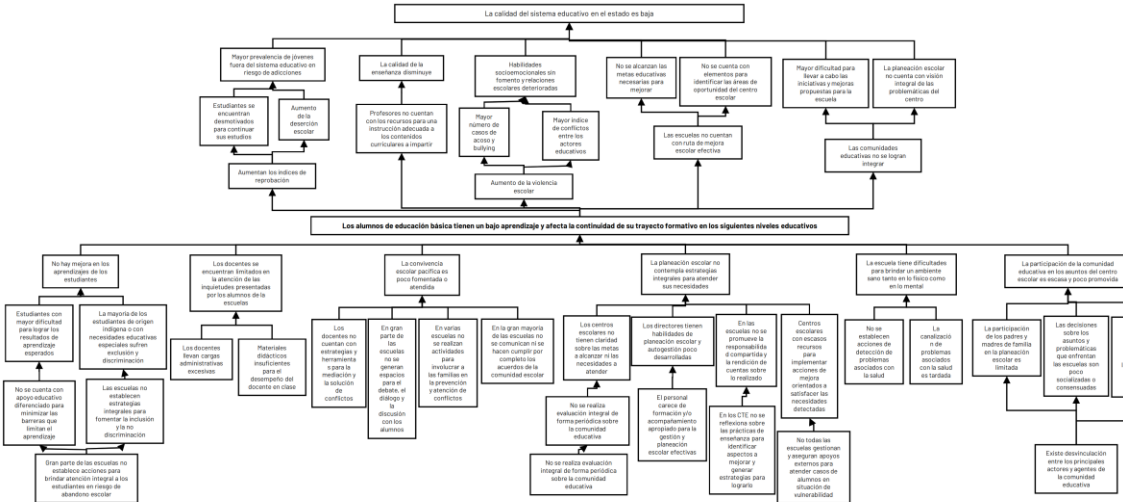 La calidad del sistema educativo en el estado es baja
Mayor prevalencia de jóvenes
fuera del sistema educativo en
riesgo de adicciones
La calidad de la
enseñanza disminuye
Habilidades
socioemocionales sin
fomento y relaciones
escolares deterioradas
No se alcanzan las
metas educativas
necesarias para
mejorar
No se cuenta con
elementos para
identificar las áreas de
oportunidad del centro
escolar
Mayor dificultad para
llevar a cabo las
iniciativas y mejoras
propuestas para la
escuela
La planeación escolar
no cuenta con visión
integral de las
problemáticas del
centro
Estudiantes se
encuentran
desmotivados
para continuar
sus estudios
Aumento
de la
deserción
escolar
Profesores no cuentan
con los recursos para una
instrucción adecuada a
los contenidos
curriculares a impartir
Mayor
número de
casos de
acoso y
bullying
Mayor índice
de conflictos
entre los
actores
educativos
Las escuelas no cuentan
con ruta de mejora
escolar efectiva
Las comunidades
educativas no se logran
integrar
Aumentan los índices de
reprobación
Aumento de la violencia
escolar
Los alumnos de educación básica tienen un bajo aprendizaje y afecta la continuidad de su trayecto formativo en los siguientes niveles educativos
No hay mejora en los
aprendizajes de los
estudiantes
Los docentes se
encuentran limitados en
la atención de las
inquietudes presentadas
por los alumnos de la
escuelas
La convivencia
escolar pacífica es
poco fomentada o
atendida
La planeación escolar no
contempla estrategias
integrales para atender
sus necesidades
La escuela tiene dificultades
para brindar un ambiente
sano tanto en lo físico como
en lo mental
La participación de la comunidad
educativa en los asuntos del centro
escolar es escasa y poco promovida
Estudiantes con
mayor dificultad
para lograr los
resultados de
aprendizaje
esperados
La mayoría de los
estudiantes de origen
indígena o con
necesidades educativas
especiales sufren
exclusión y
discriminación
Los docentes
llevan cargas
administrativas
excesivas
Materiales
didácticos
insuficientes
para el
desempeño del
docente en clase
Los
docentes no
cuentan con
estrategias y
herramienta
s para la
mediación y
la solución de
conflictos
En gran
parte de las
escuelas
no se
generan
espacios
para el
debate, el
diálogo y
la
discusión
con los
alumnos
En varias
escuelas no
se realizan
actividades
para
involucrar a
las familias en
la prevención
y atención de
conflictos
En la gran mayoría
de las escuelas no
se comunican ni se
hacen cumplir por
completo los
acuerdos de la
comunidad escolar
Los centros
escolares no
tienen claridad
sobre las metas
a alcanzar ni las
necesidades a
atender
Los directores tienen
habilidades de
planeación escolar y
autogestión poco
desarrolladas
En las
escuelas no se
promueve la
responsabilida
d compartida y
la rendición de
cuentas sobre
lo realizado
Centros
escolares con
escasos
recursos para
implementar
acciones de
mejora
orientados a
satisfacer las
necesidades
detectadas
No se
establecen
acciones de
detección de
problemas
asociados
con la salud
La
canalizació
n de
problemas
asociados
con la salud
es tardada
La participación
de los padres y
madres de familia
en la planeación
escolar es
limitada
Las decisiones
sobre los
asuntos y
problemáticas
que enfrentan
las escuelas son
poco
socializadas o
consensuadas
No se cuenta con
apoyo educativo
diferenciado para
minimizar las
barreras que
limitan el
aprendizaje
Las escuelas no
establecen
estrategias
integrales para
fomentar la inclusión
y la no
discriminación
No se realiza
evaluación integral
de forma periódica
sobre la comunidad
educativa
El personal
carece de
formación y/o
acompañamiento
apropiado para la
gestión y
planeación
escolar efectivas
En los CTE no se
reflexiona sobre
las prácticas de
enseñanza para
identificar
aspectos a
mejorar y
generar
estrategias para
lograrlo
No todas las
escuelas gestionan
y aseguran apoyos
externos para
atender casos de
alumnos en
situación de
vulnerabilidad
Gran parte de las escuelas no
establece acciones para
brindar atención integral a los
estudiantes en riesgo de
abandono escolar
No se realiza evaluación
integral de forma periódica
sobre la comunidad educativa
Existe desvinculación
entre los principales
actores y agentes de
la comunidad
educativa